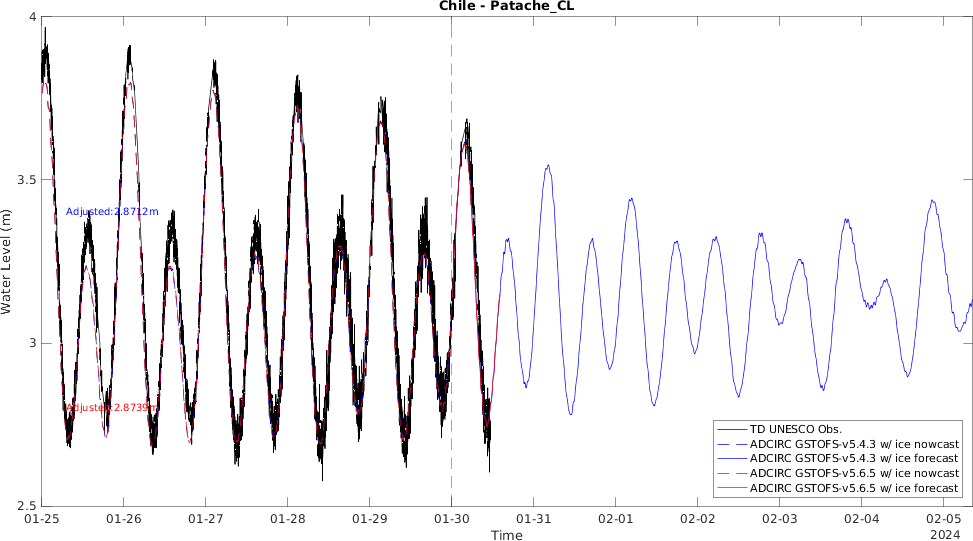 Chile - Patache_CL
4
3.5
3
2.5
Water Level (m)
Adjusted:2.8712m
Adjusted:2.8739m
TD UNESCO Obs.
ADCIRC GSTOFS-v5.4.3 w/ ice nowcast
ADCIRC GSTOFS-v5.4.3 w/ ice forecast
ADCIRC GSTOFS-v5.6.5 w/ ice nowcast
ADCIRC GSTOFS-v5.6.5 w/ ice forecast
01-25 01-26 01-27 01-28 01-29 01-30 01-31 02-01 02-02 02-03 02-04 02-05
Time
2024